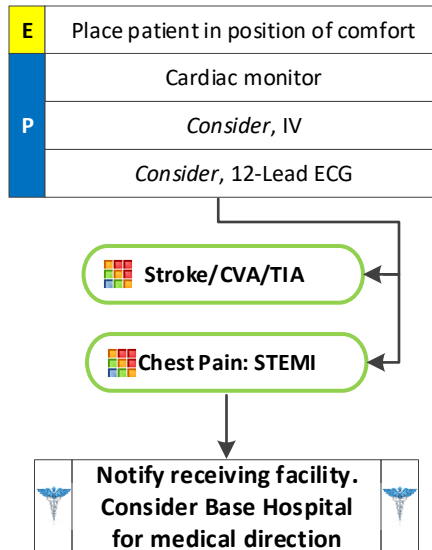 E
Place patient in position of comfort
P
Cardiac monitor
Consider, IV
Consider, 12-Lead ECG
Stroke/CVA/TIA
Chest Pain: STEMI
Notify receiving facility.
Consider Base Hospital
for medical direction